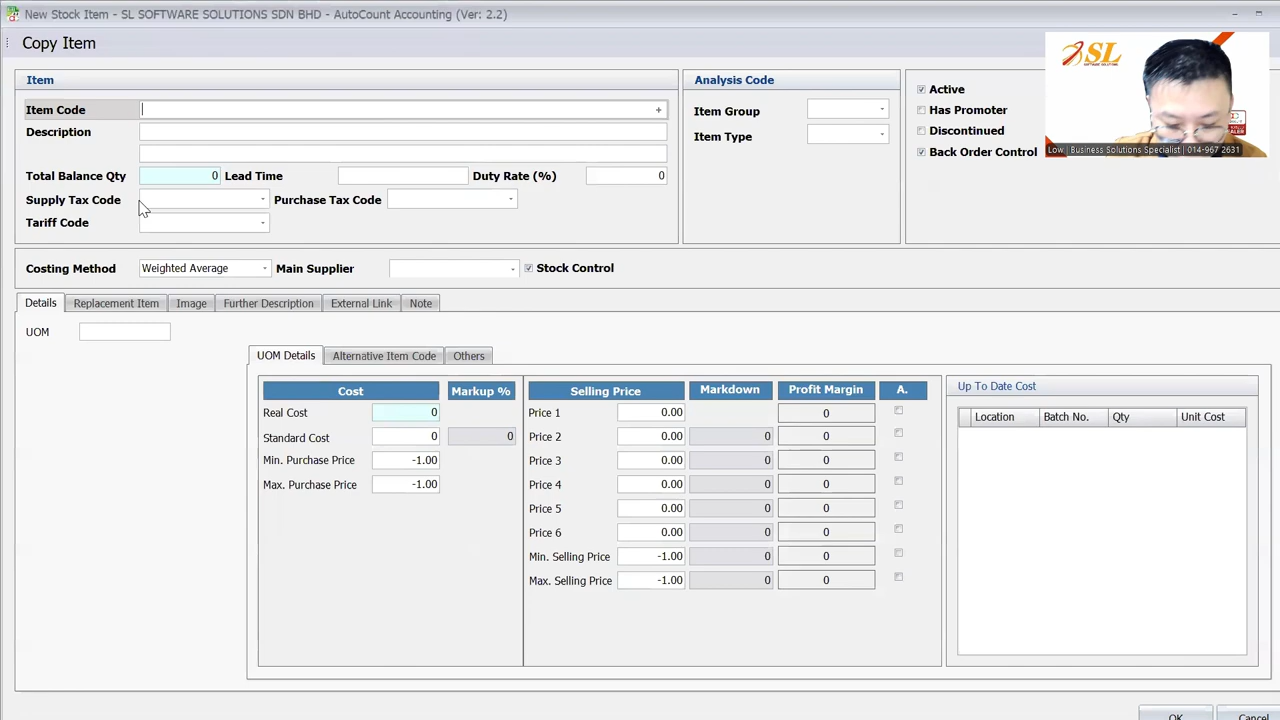 New Stock Item - SL SOFTWARE SOLUTIONS SDN BHD - AutoCount Accounting (Ver: 2.2)
Copy Item
Item
Item Code
+
Description
Total Balance Qty 0 Lead Time Duty Rate (%) 0
Supply Tax Code Purchase Tax Code
Tariff Code
Analysis Code
Item Group
Item Type
Active
Has Promoter
Discontinued
Back Order Control
SL
SOFTWARE SOLUTIONS
Low | Business Solutions Specialist | 014-967 2631
Costing Method Weighted Average Main Supplier Stock Control
Details Replacement Item Image Further Description External Link Note
UOM
UOM Details Alternative Item Code Others
Cost Markup %
Real Cost 0
Standard Cost 0 0
Min. Purchase Price -1.00
Max. Purchase Price -1.00
Selling Price Markdown Profit Margin A.
Price 1 0.00 0
Price 2 0.00 0 0
Price 3 0.00 0 0
Price 4 0.00 0 0
Price 5 0.00 0 0
Price 6 0.00 0 0
Min. Selling Price -1.00 0 0
Max. Selling Price -1.00 0 0
Up To Date Cost
Location Batch No. Qty Unit Cost
OK Cancel